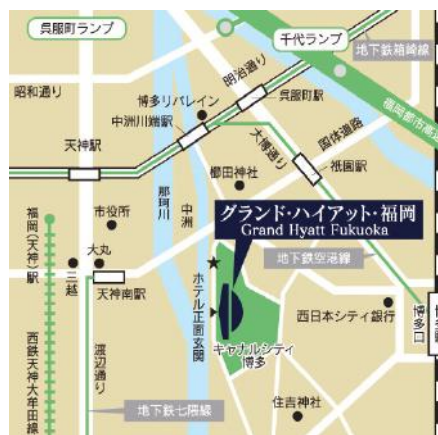 呉服町ランプ
千代ランプ
地下鉄箱崎線
昭和通り
明治通り
博多リバレイン
呉服町駅
中洲川端駅
福岡都市高速
国体道路
大博通り
天神駅
祇園駅
櫛田神社
那珂川
中洲
グランド・ハイアット・福岡
Grand Hyatt Fukuoka
市役所
福岡(天神)駅
大丸
三越
天神南駅
地下鉄空港線
ホテル正面玄関
西日本シティ銀行
博多口
キャナルシティ
博多
渡辺通り
西鉄天神大牟田線
地下鉄七隈線
住吉神社